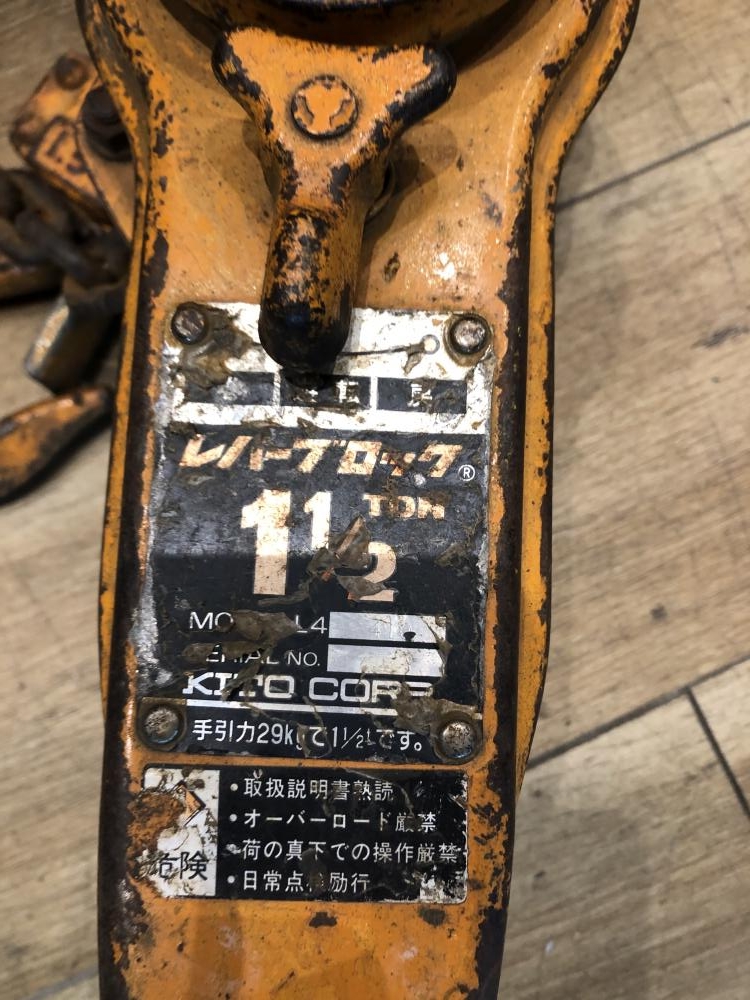 転
レバーブロック®
1 1/2 TON
L4
SERIAL NO.
KITO CORP
手引力29kgで1 1/2tです。
・取扱説明書熟読
・オーバーロード厳禁
・荷の真下での操作厳禁
危険
・日常点検励行